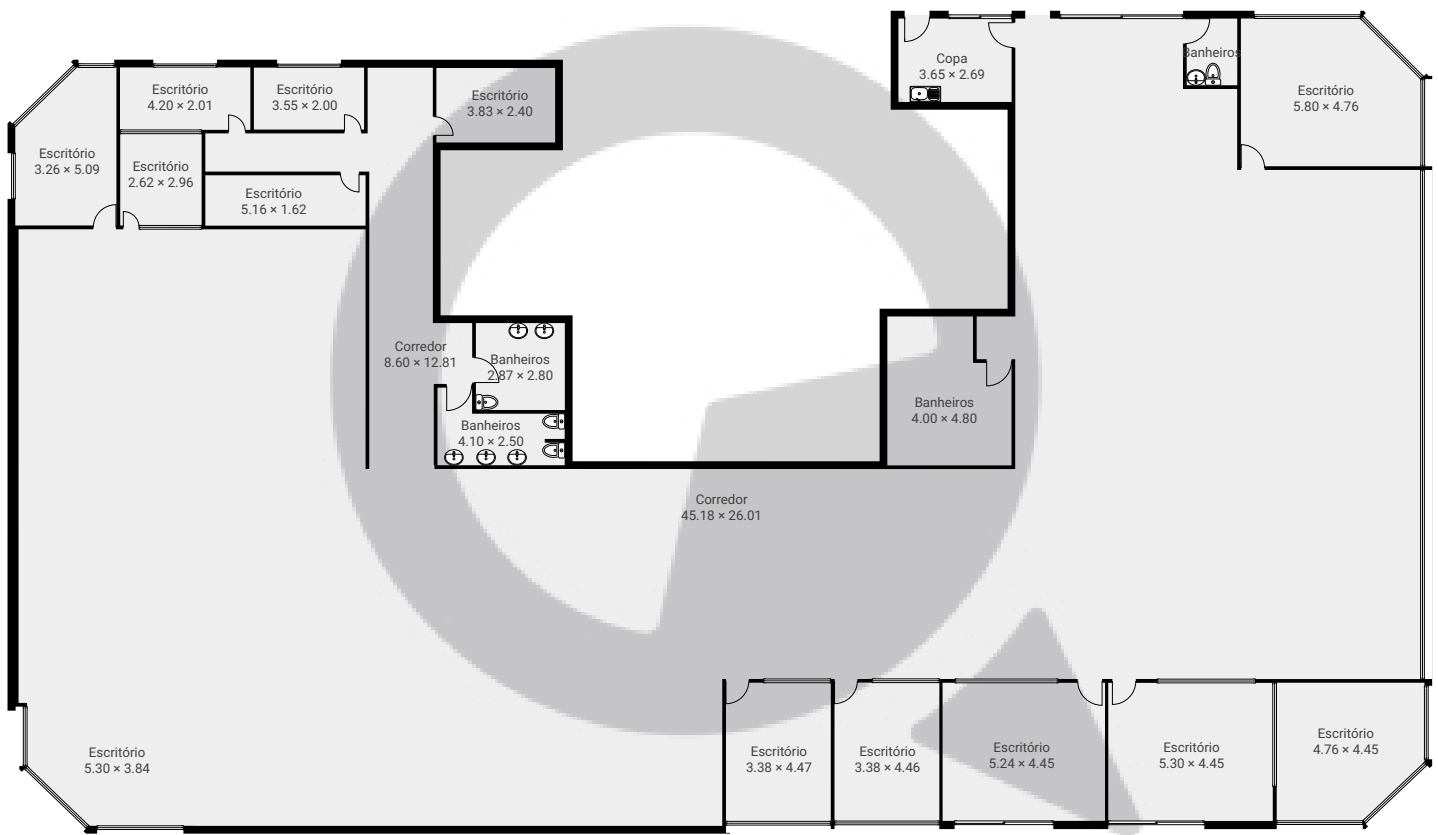 Copa
3.65 × 2.69
Banheiros
Escritório
5.80 × 4.76
Escritório
4.20 × 2.01
Escritório
3.55 × 2.00
Escritório
3.83 × 2.40
Escritório
3.26 × 5.09
Escritório
2.62 × 2.96
Escritório
5.16 × 1.62
Corredor
8.60 × 12.81
Banheiros
2.87 × 2.80
Banheiros
4.10 × 2.50
Banheiros
4.00 × 4.80
Corredor
45.18 × 26.01
Escritório
5.30 × 3.84
Escritório
3.38 × 4.47
Escritório
3.38 × 4.46
Escritório
5.24 × 4.45
Escritório
5.30 × 4.45
Escritório
4.76 × 4.45